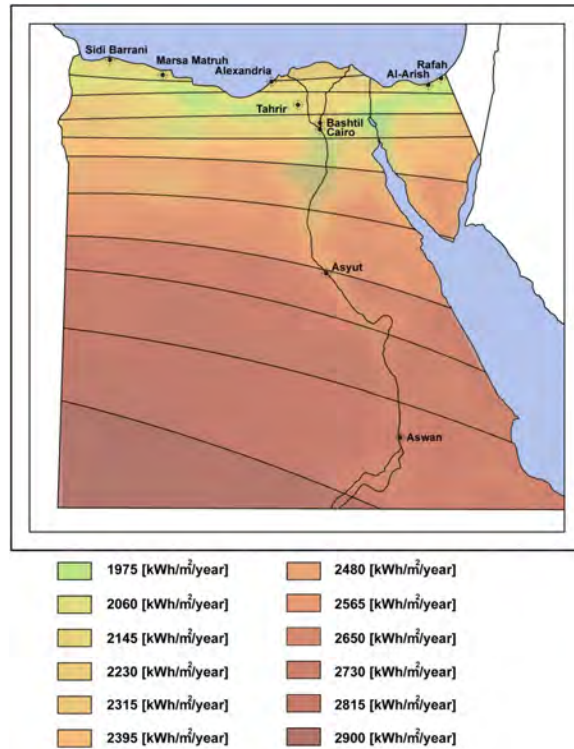 Sidi Barrani
Marsa Matruh
Alexandria
Rafah
Al-Arish
Tahrir
Bashtil
Cairo
Asyut
Aswan
1975 [kWh/m²/year]
2060 [kWh/m²/year]
2145 [kWh/m²/year]
2230 [kWh/m²/year]
2315 [kWh/m²/year]
2395 [kWh/m²/year]
2480 [kWh/m²/year]
2565 [kWh/m²/year]
2650 [kWh/m²/year]
2730 [kWh/m²/year]
2815 [kWh/m²/year]
2900 [kWh/m²/year]